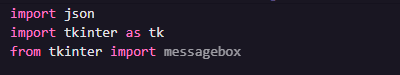 import json
import tkinter as tk
from tkinter import messagebox